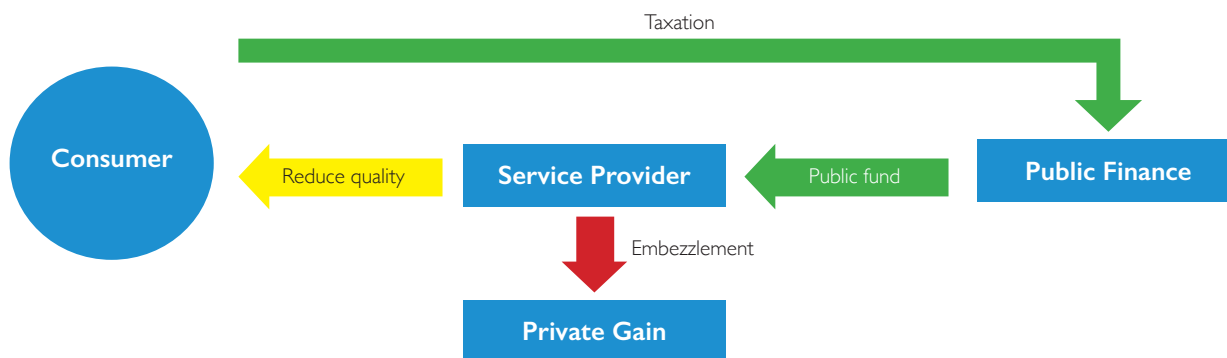 Taxation
Consumer
Reduce quality
Service Provider
Public fund
Public Finance
Embezzlement
Private Gain